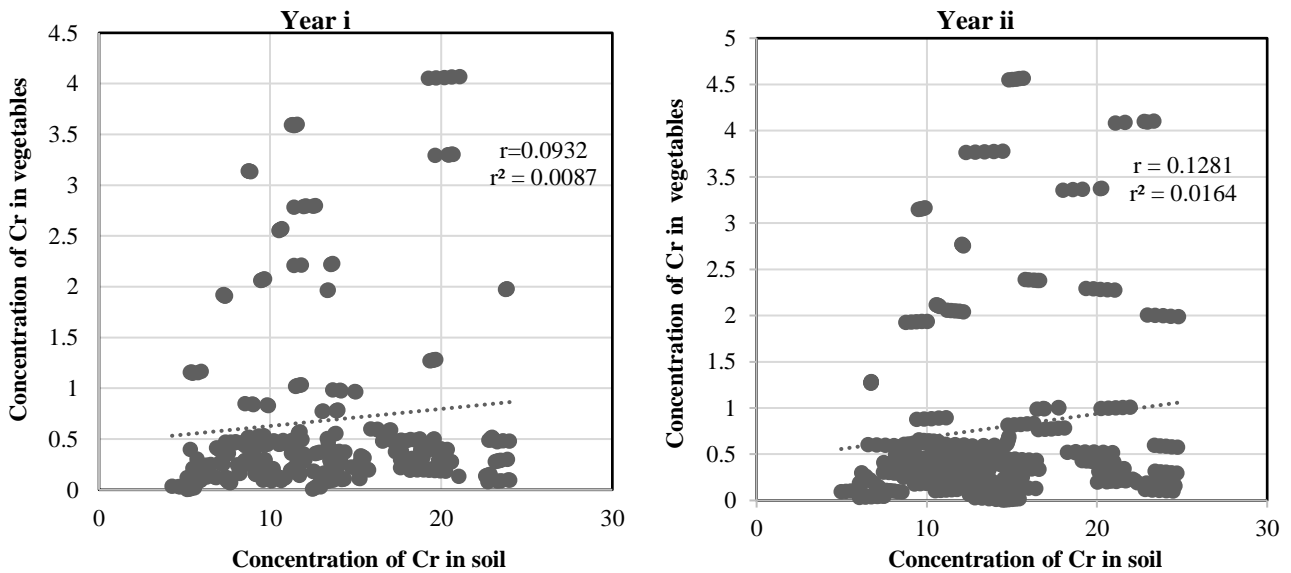 Year i
Concentration of Cr in vegetables
4.5
4
3.5
3
2.5
2
1.5
1
0.5
0
r=0.0932
r² = 0.0087
0 10 20 30
Concentration of Cr in soil
Year ii
Concentration of Cr in vegetables
5
4.5
4
3.5
3
2.5
2
1.5
1
0.5
0
r = 0.1281
r² = 0.0164
0 10 20 30
Concentration of Cr in soil